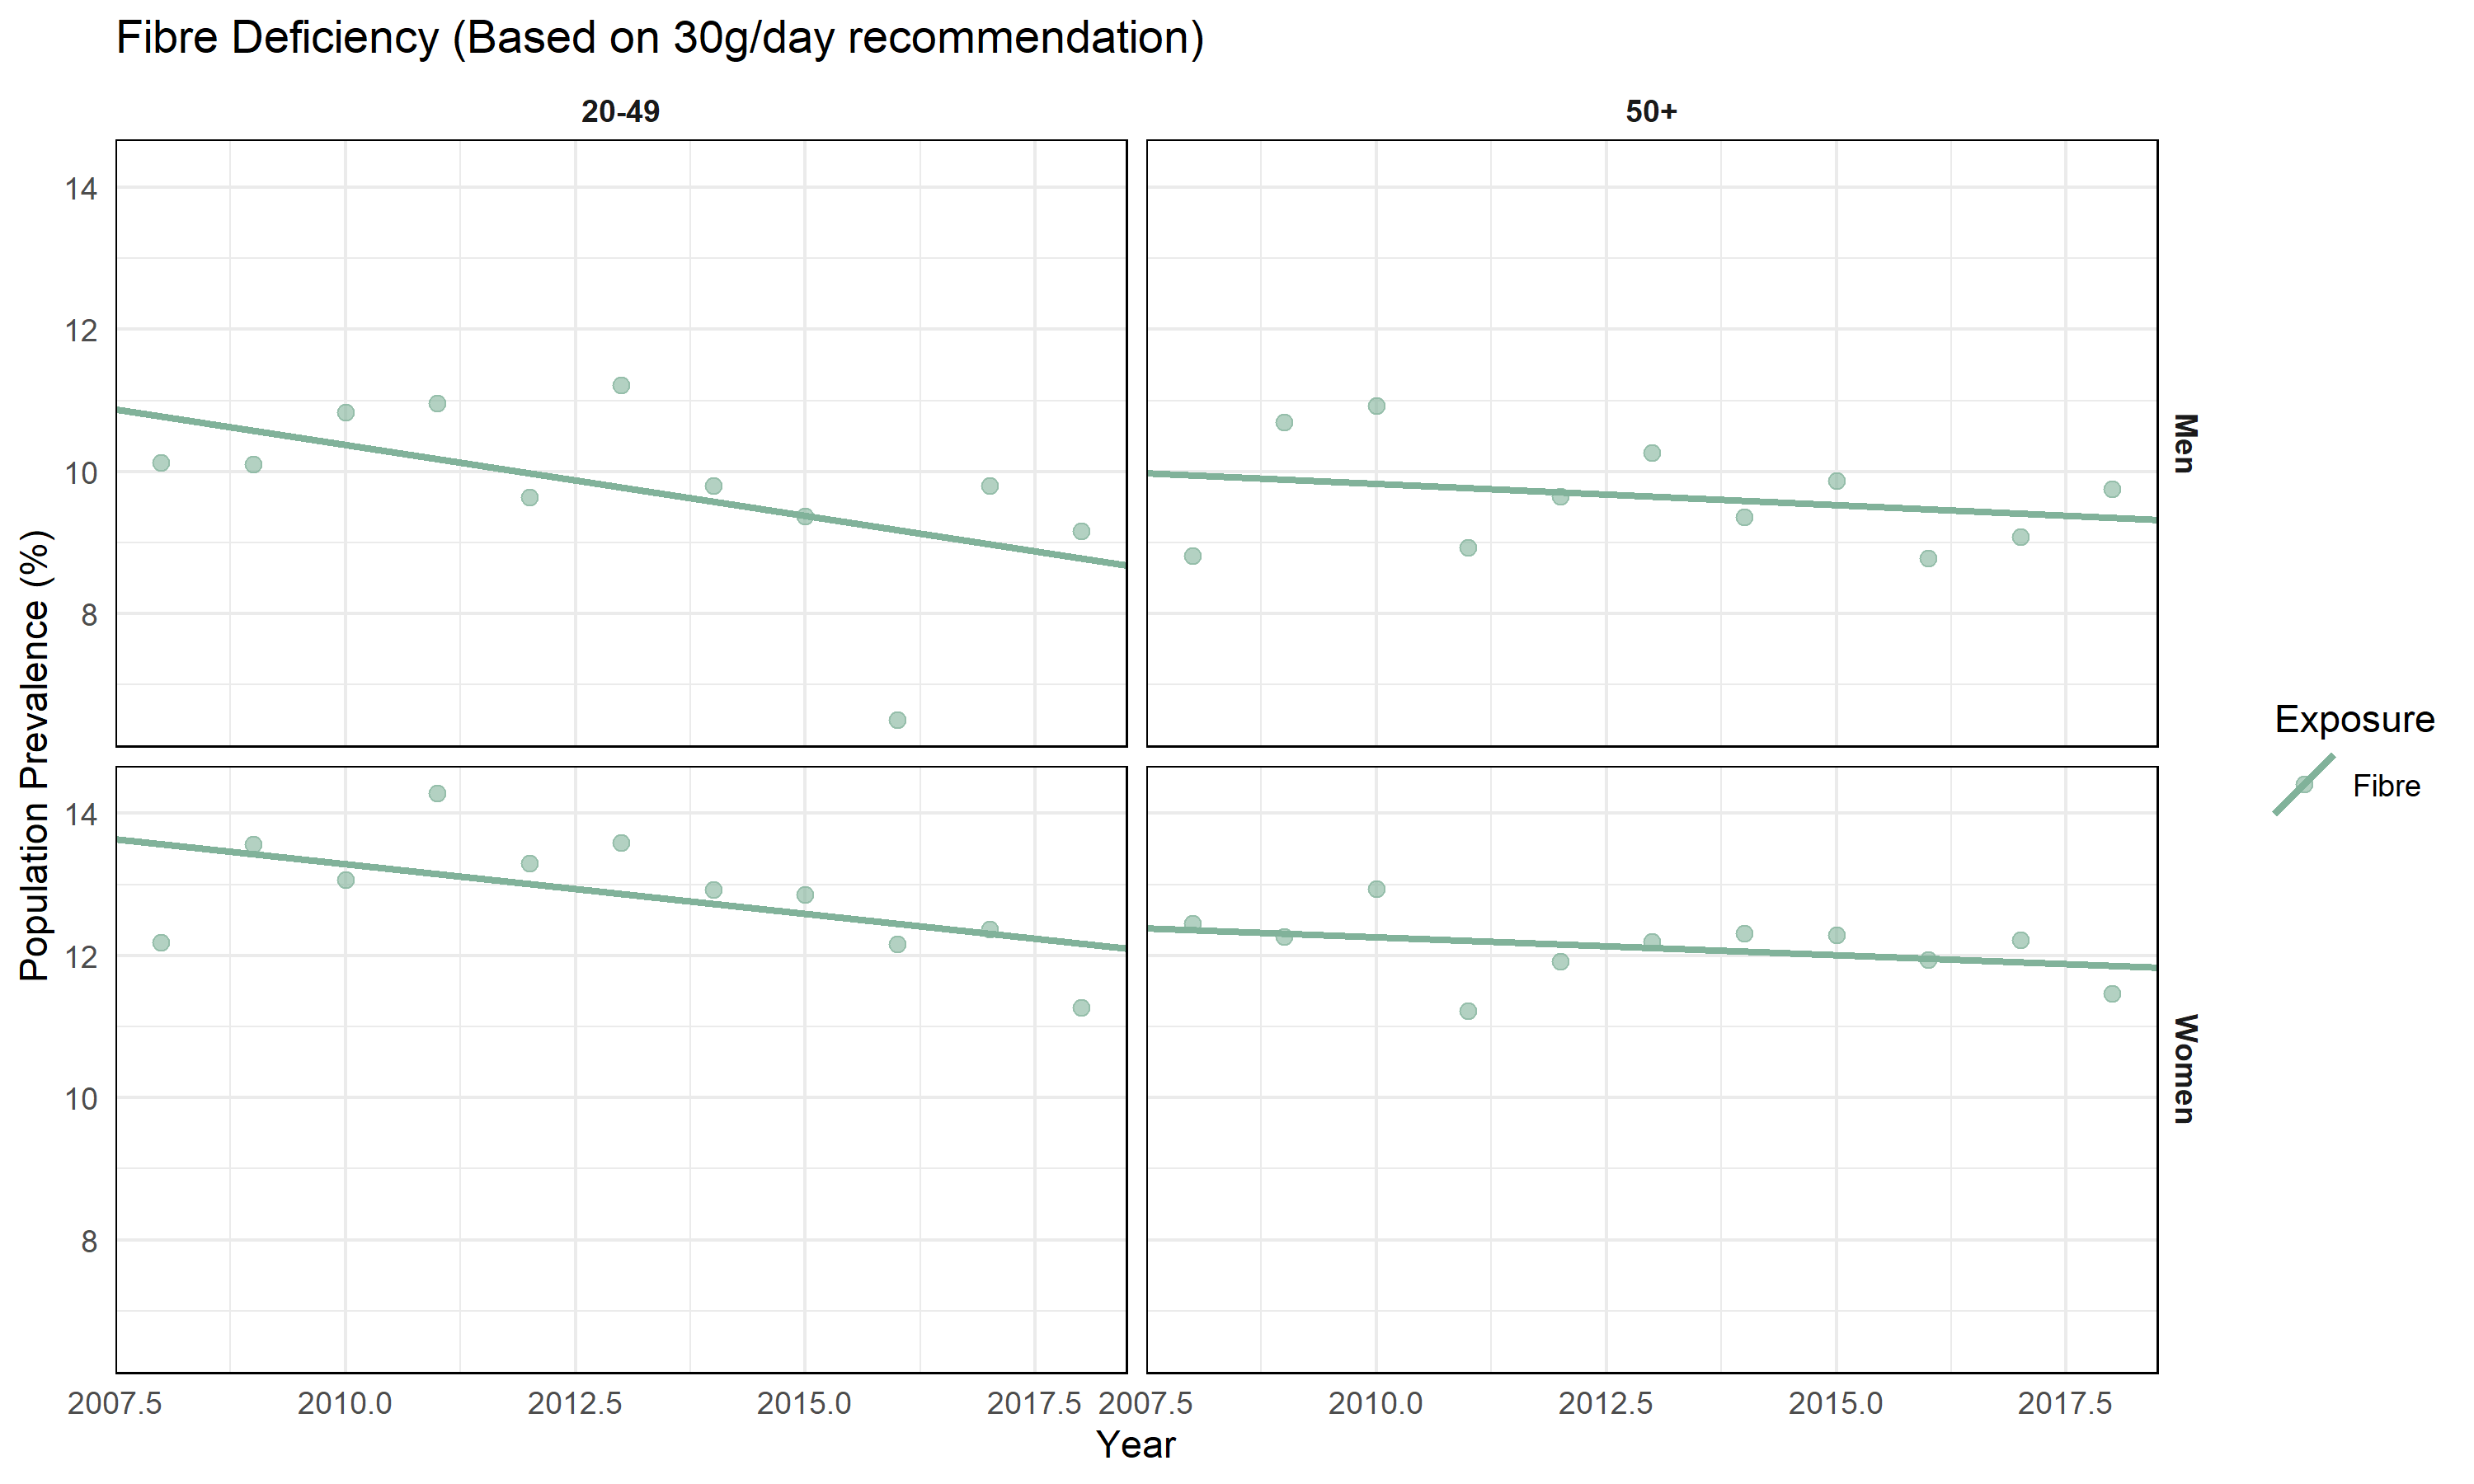 Fibre Deficiency (Based on 30g/day recommendation)
20-49
50+
14
12
10
8
Men
14
12
10
8
Women
Population Prevalence (%)
2007.5
2010.0
2012.5
2015.0
2017.5
2007.5
2010.0
2012.5
2015.0
2017.5
Year
Exposure
Fibre